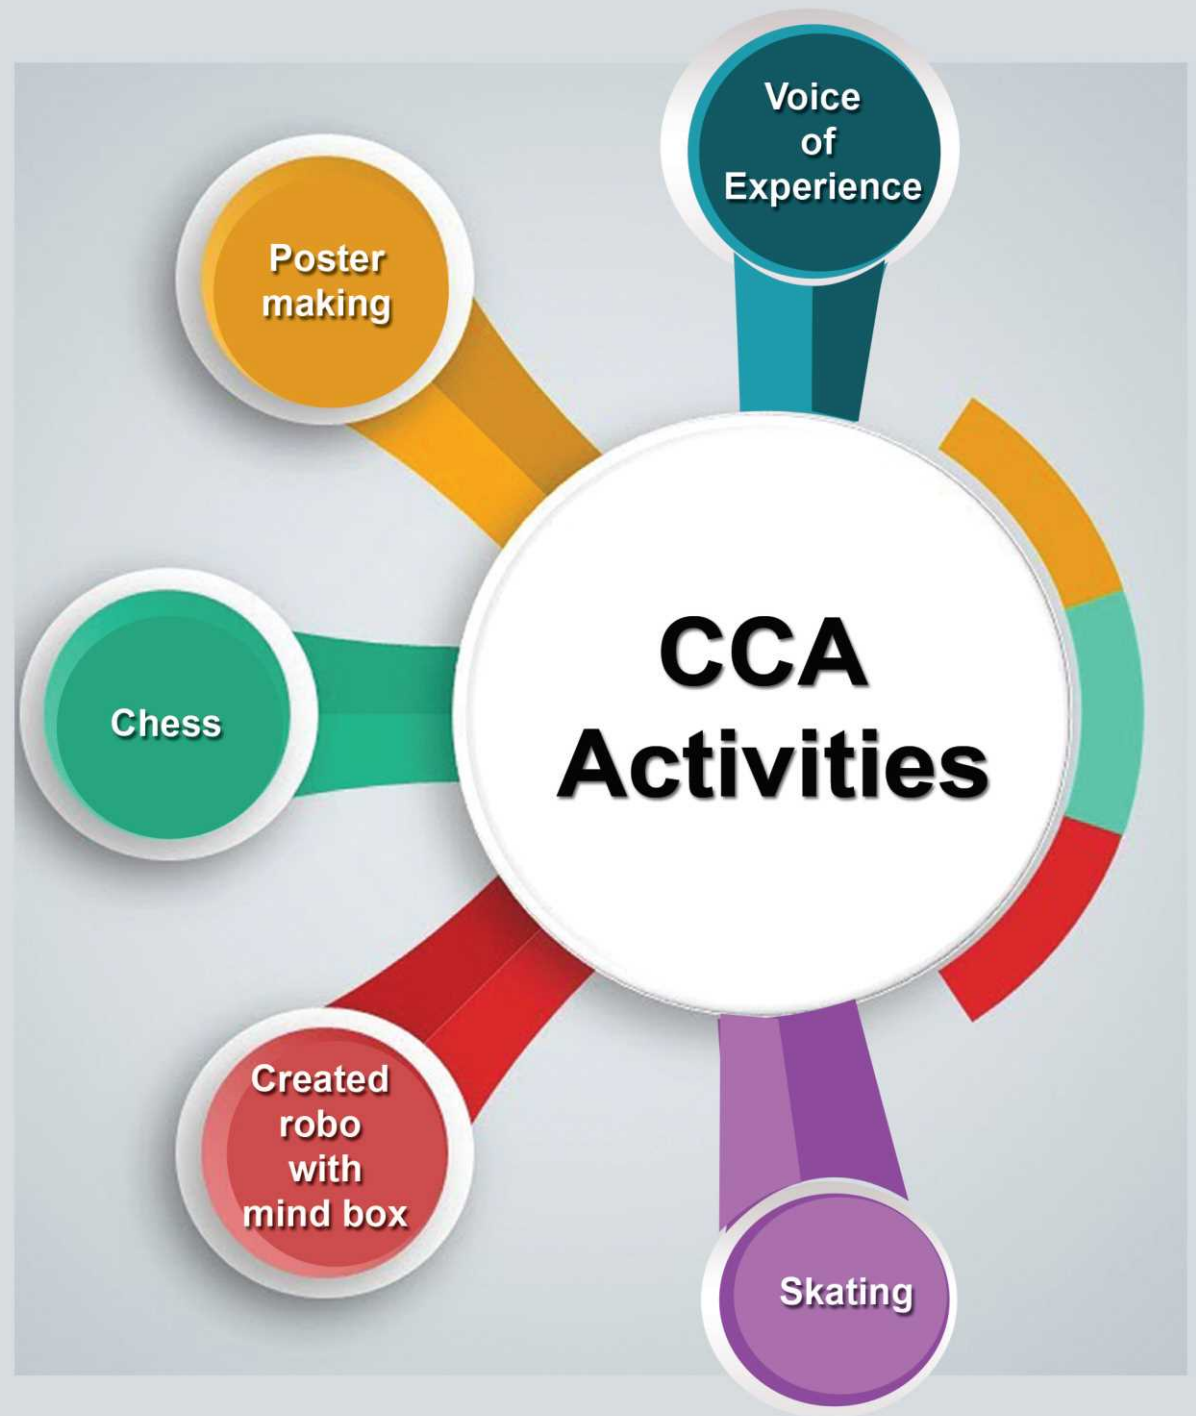 Voice
of
Experience
Poster
making
Chess
CCA
Activities
Created
robo
with
mind box
Skating